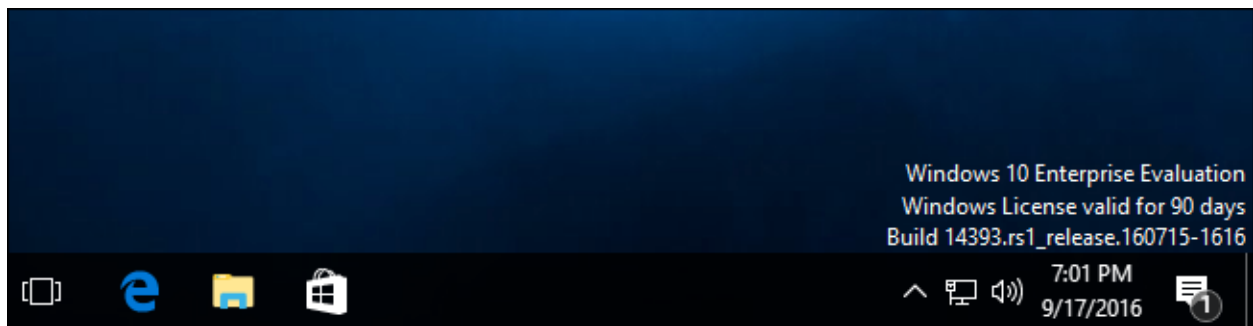 Windows 10 Enterprise Evaluation
Windows License valid for 90 days
Build 14393.rs1_release.160715-1616
7:01 PM
9/17/2016
1